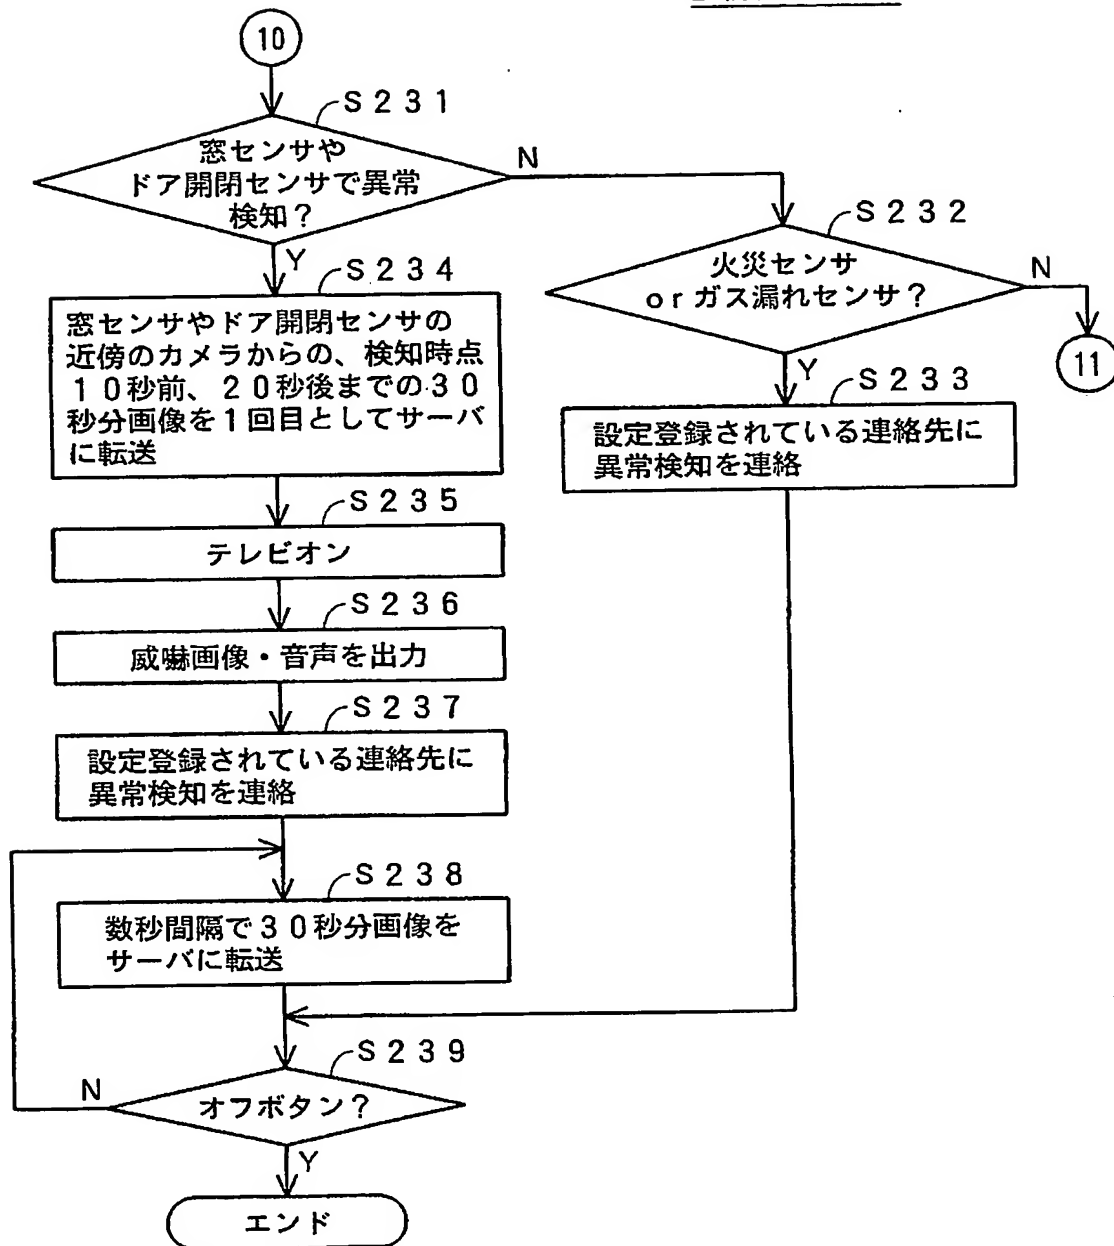 10
S231
窓センサや
ドア開閉センサで異常
検知?
N
Y
S232
火災センサ
orガス漏れセンサ?
N
11
Y
S233
設定登録されている連絡先に
異常検知を連絡
S234
窓センサやドア開閉センサの
近傍のカメラからの、検知時点
10秒前、20秒後までの30
秒分画像を1回目としてサーバ
に転送
S235
テレビオン
S236
威嚇画像・音声を出力
S237
設定登録されている連絡先に
異常検知を連絡
S238
数秒間隔で30秒分画像を
サーバに転送
S239
オフボタン?
N
Y
エンド